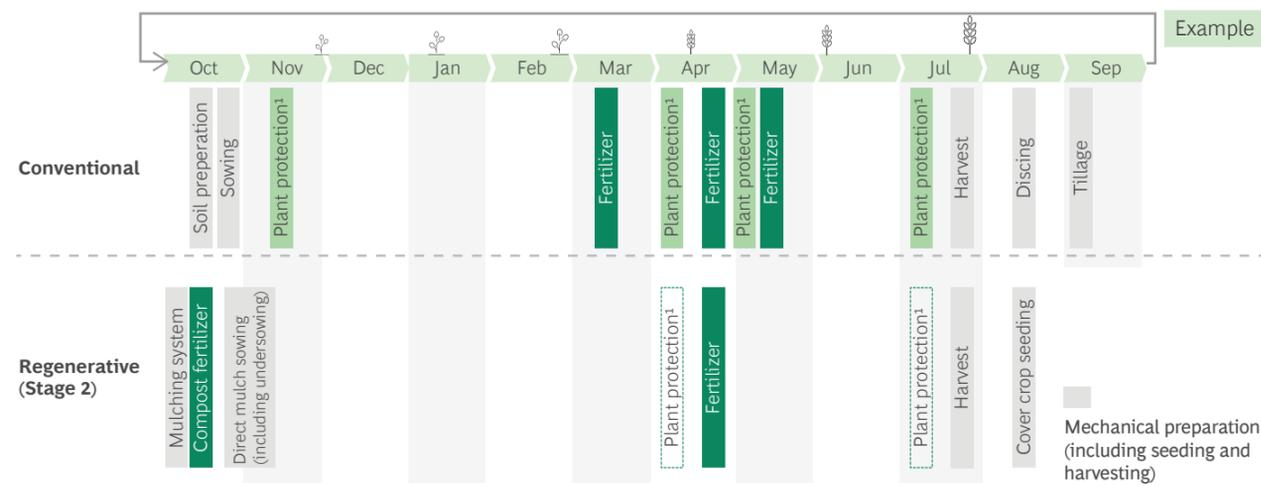 Example
Oct Nov Dec Jan Feb Mar Apr May Jun Jul Aug Sep
Conventional
Soil preperation
Sowing
Plant protection¹
Fertilizer
Plant protection¹
Fertilizer
Plant protection¹
Fertilizer
Plant protection¹
Harvest
Discing
Tillage
Regenerative
(Stage 2)
Mulching system
Compost fertilizer
Direct mulch sowing
(including undersowing)
Plant protection¹
Fertilizer
Plant protection¹
Harvest
Cover crop seeding
Mechanical preparation
(including seeding and
harvesting)